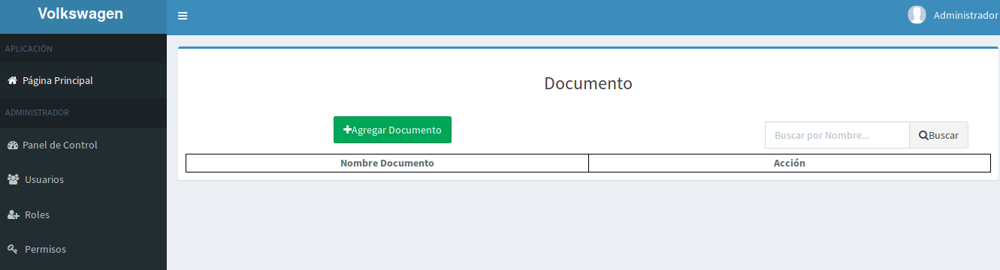 Volkswagen
Administrador
APLICACIÓN
Página Principal
ADMINISTRADOR
Panel de Control
Usuarios
Roles
Permisos
Documento
Agregar Documento
Buscar por Nombre...
Buscar
Nombre Documento
Acción